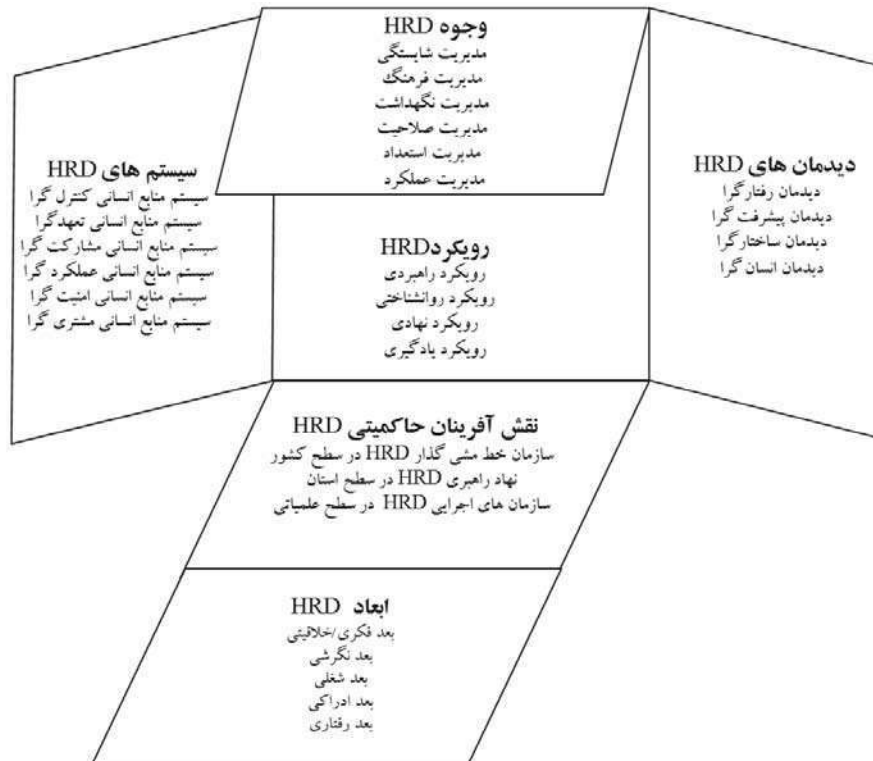 وجوه HRD
مدیریت شایستگی
مدیریت فرهنگ
مدیریت نگهداشت
مدیریت صلاحیت
مدیریت استعداد
مدیریت عملکرد
دیدمان های HRD
دیدمان رفتارگرا
دیدمان پیشرفت گرا
دیدمان ساختارگرا
دیدمان انسان گرا
رویکردHRD
رویکرد راهبردی
رویکرد روانشناختی
رویکرد نهادی
رویکرد یادگیری
سیستم های HRD
سیستم منابع انسانی کنترل گرا
سیستم منابع انسانی تعهدگرا
سیستم منابع انسانی مشارکت گرا
سیستم منابع انسانی عملکرد گرا
سیستم منابع انسانی امنیت گرا
سیستم منابع انسانی مشتری گرا
نقش آفرینان حاکمیتی HRD
سازمان خط مشی گذار HRD در سطح کشور
نهاد راهبری HRD در سطح استان
سازمان های اجرایی HRD در سطح علمیاتی
ابعاد HRD
بعد فکری/خلاقیتی
بعد نگرشی
بعد شغلی
بعد ادراکی
بعد رفتاری